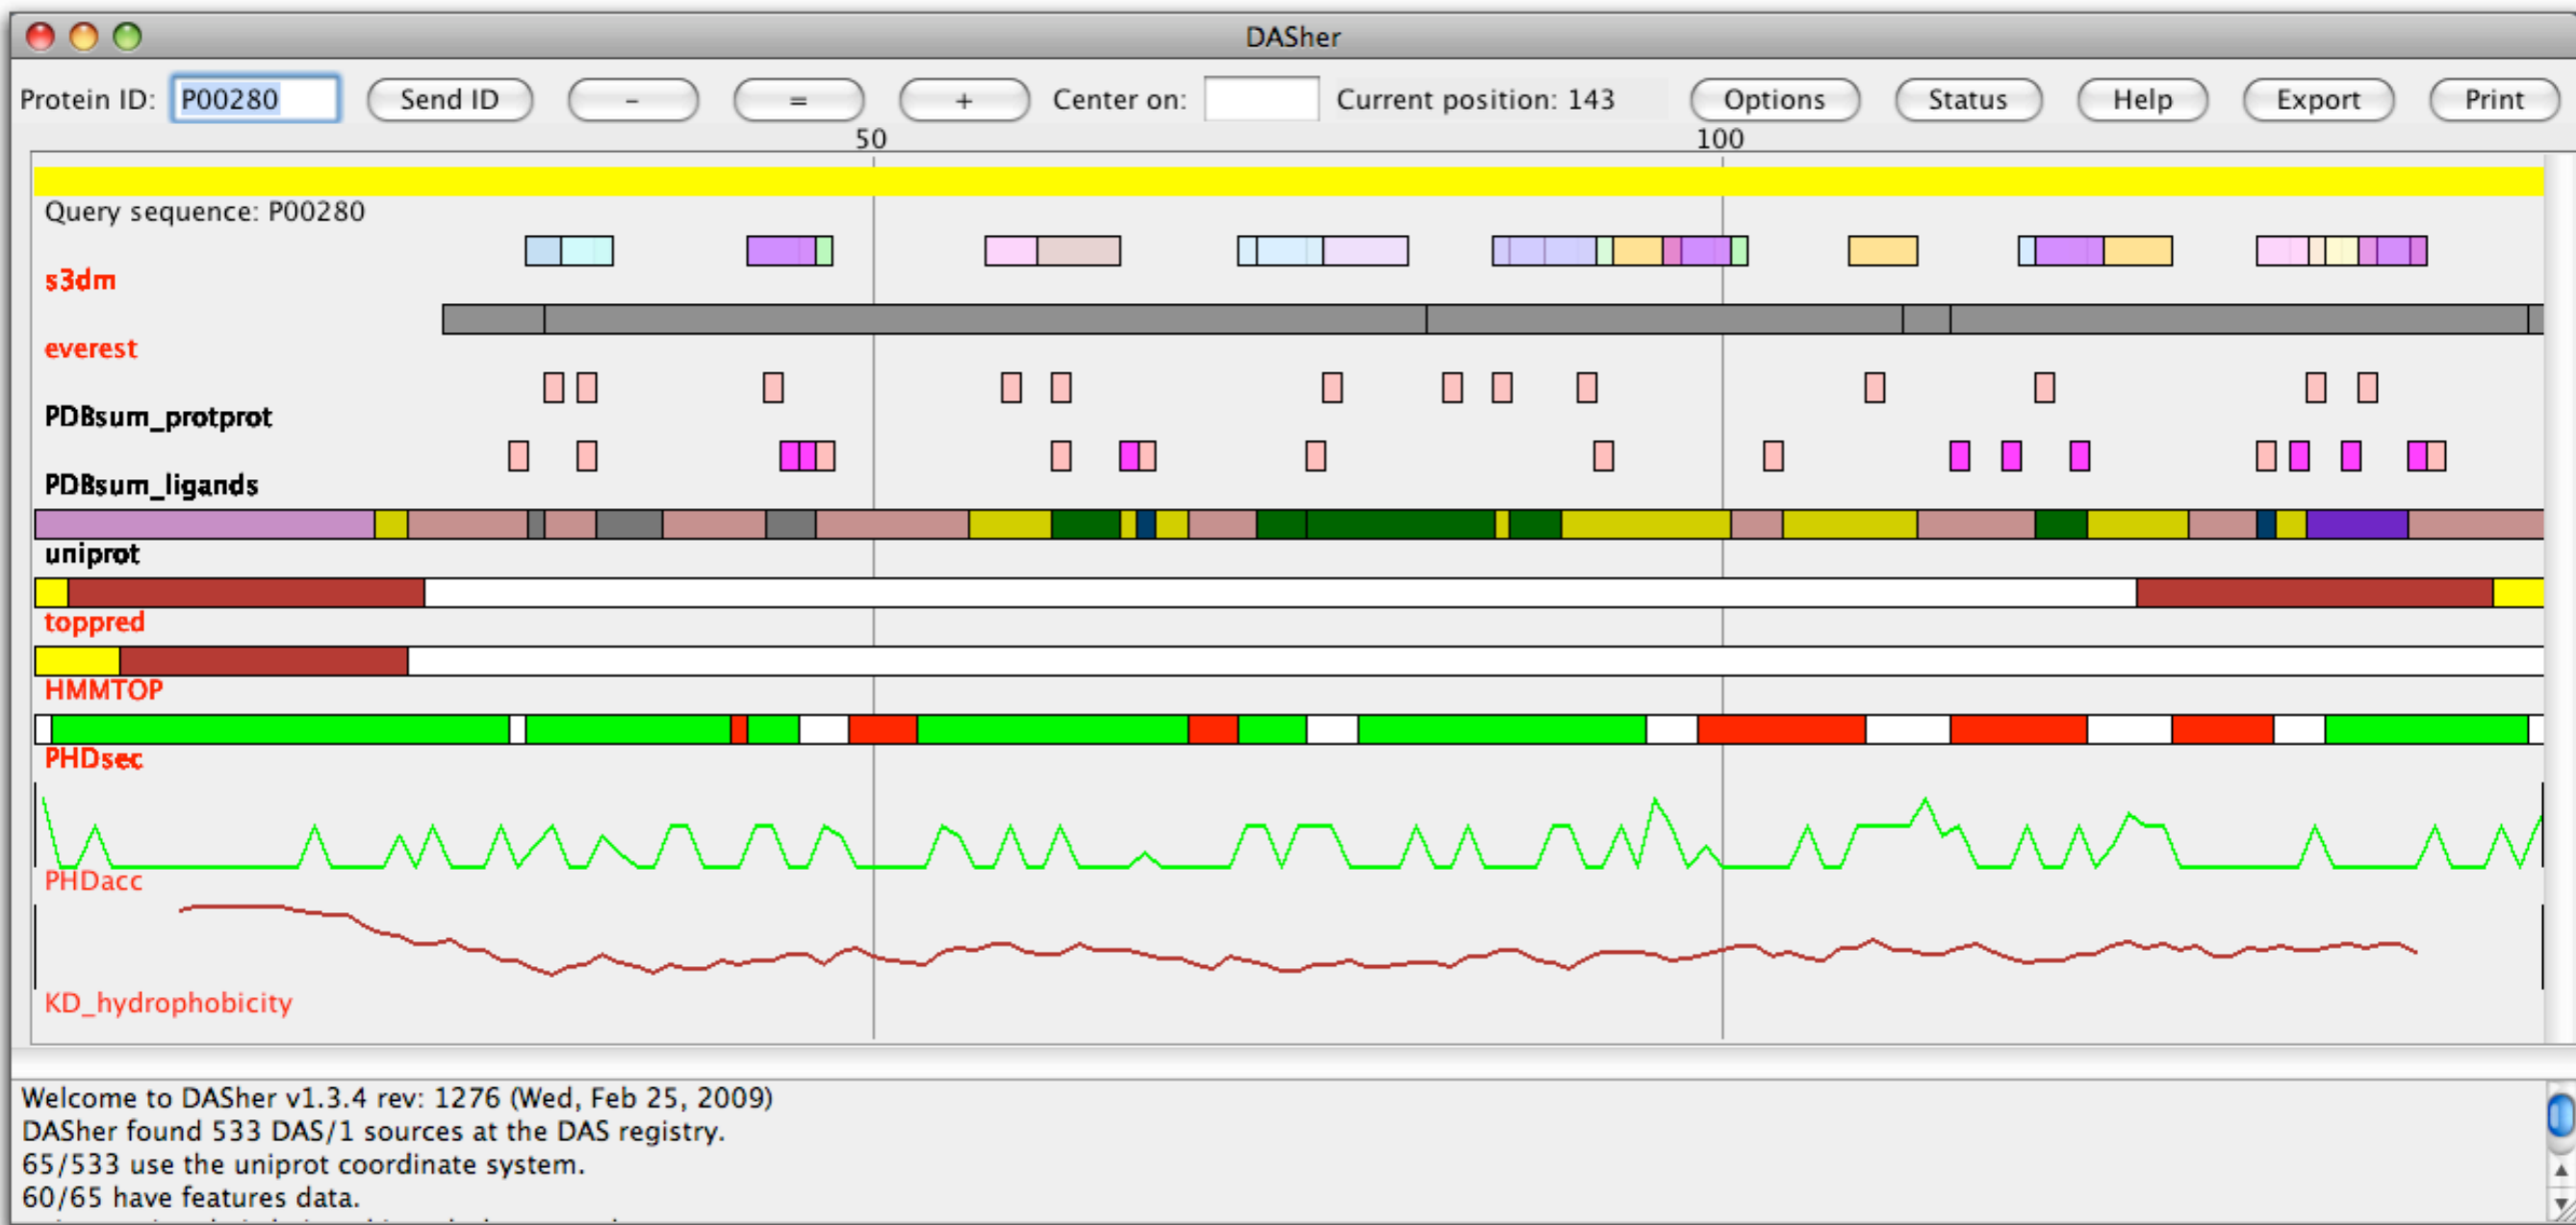 DASher
Protein ID: P00280 Send ID - = + Center on: Current position: 143 Options Status Help Export Print
50 100
Query sequence: P00280
s3dm
everest
PDBsum_protprot
PDBsum_ligands
uniprot
toppred
HMMTOP
PHDsec
PHDacc
KD_hydrophobicity
Welcome to DASher v1.3.4 rev: 1276 (Wed, Feb 25, 2009)
DASher found 533 DAS/1 sources at the DAS registry.
65/533 use the uniprot coordinate system.
60/65 have features data.